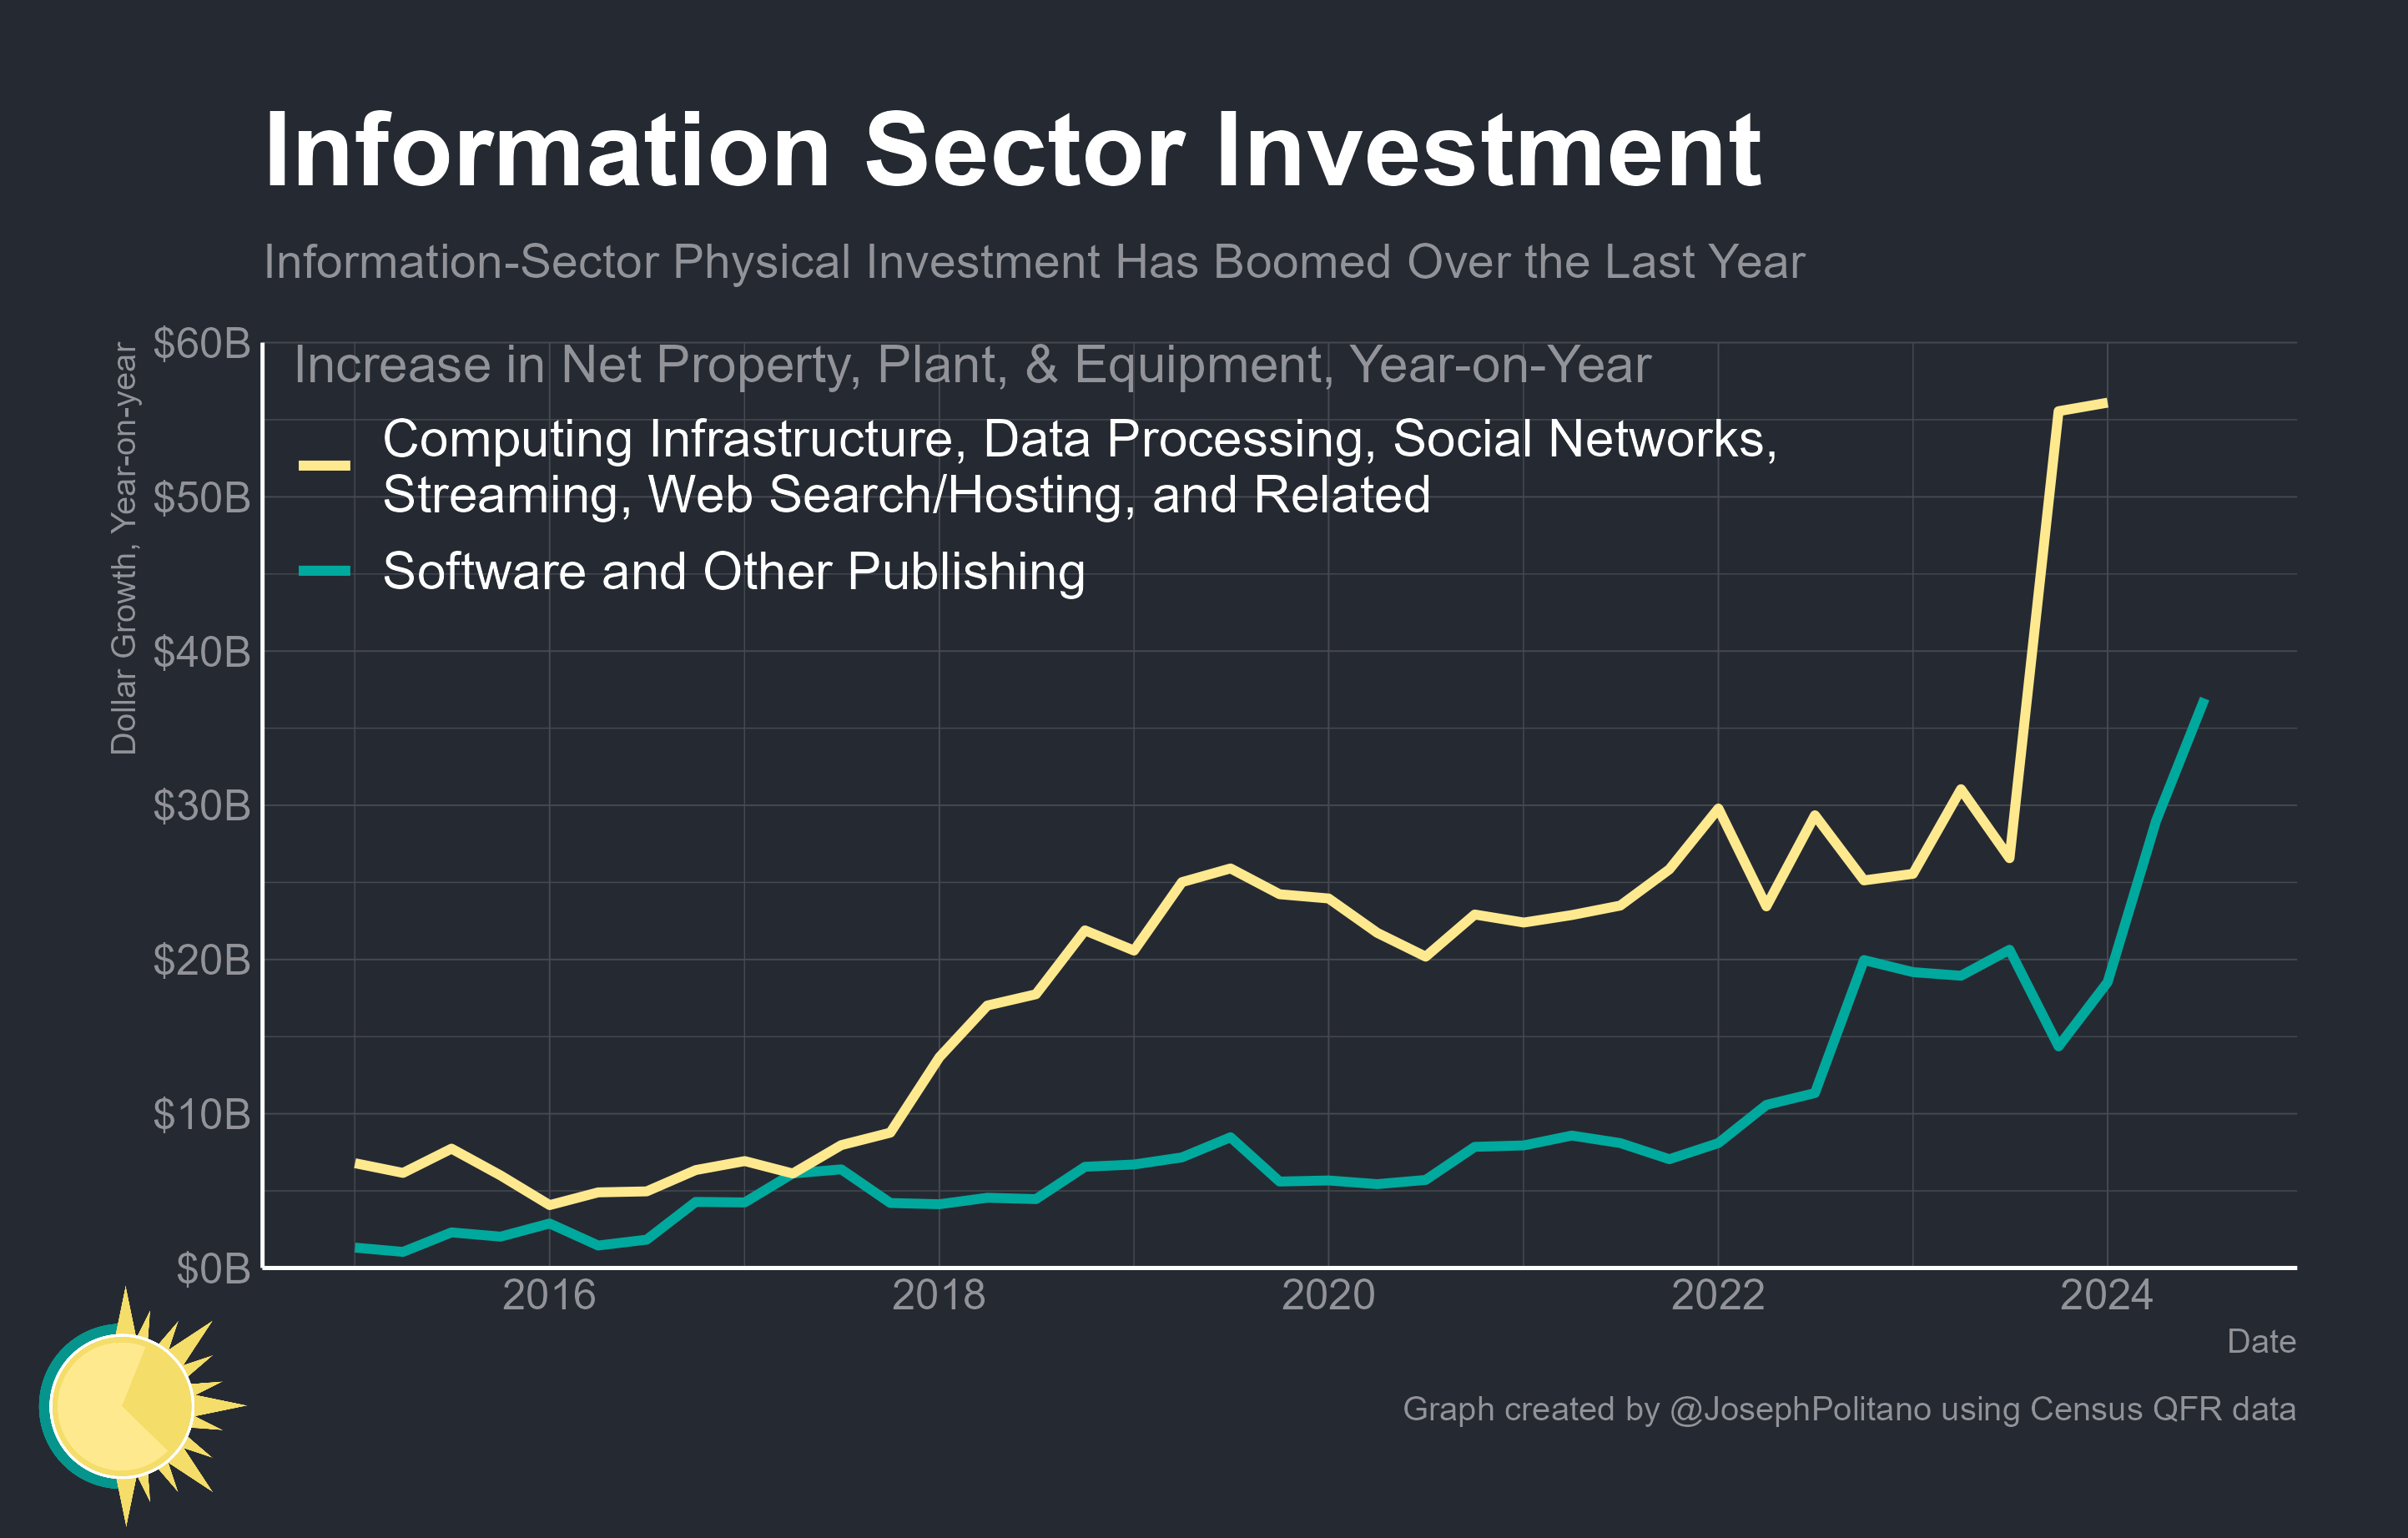 Information Sector Investment
Information-Sector Physical Investment Has Boomed Over the Last Year
Dollar Growth, Year-on-year
$60B
$50B
$40B
$30B
$20B
$10B
$0B
Increase in Net Property, Plant, & Equipment, Year-on-Year
Computing Infrastructure, Data Processing, Social Networks,
Streaming, Web Search/Hosting, and Related
Software and Other Publishing
2016 2018 2020 2022 2024
Date
Graph created by @JosephPolitano using Census QFR data